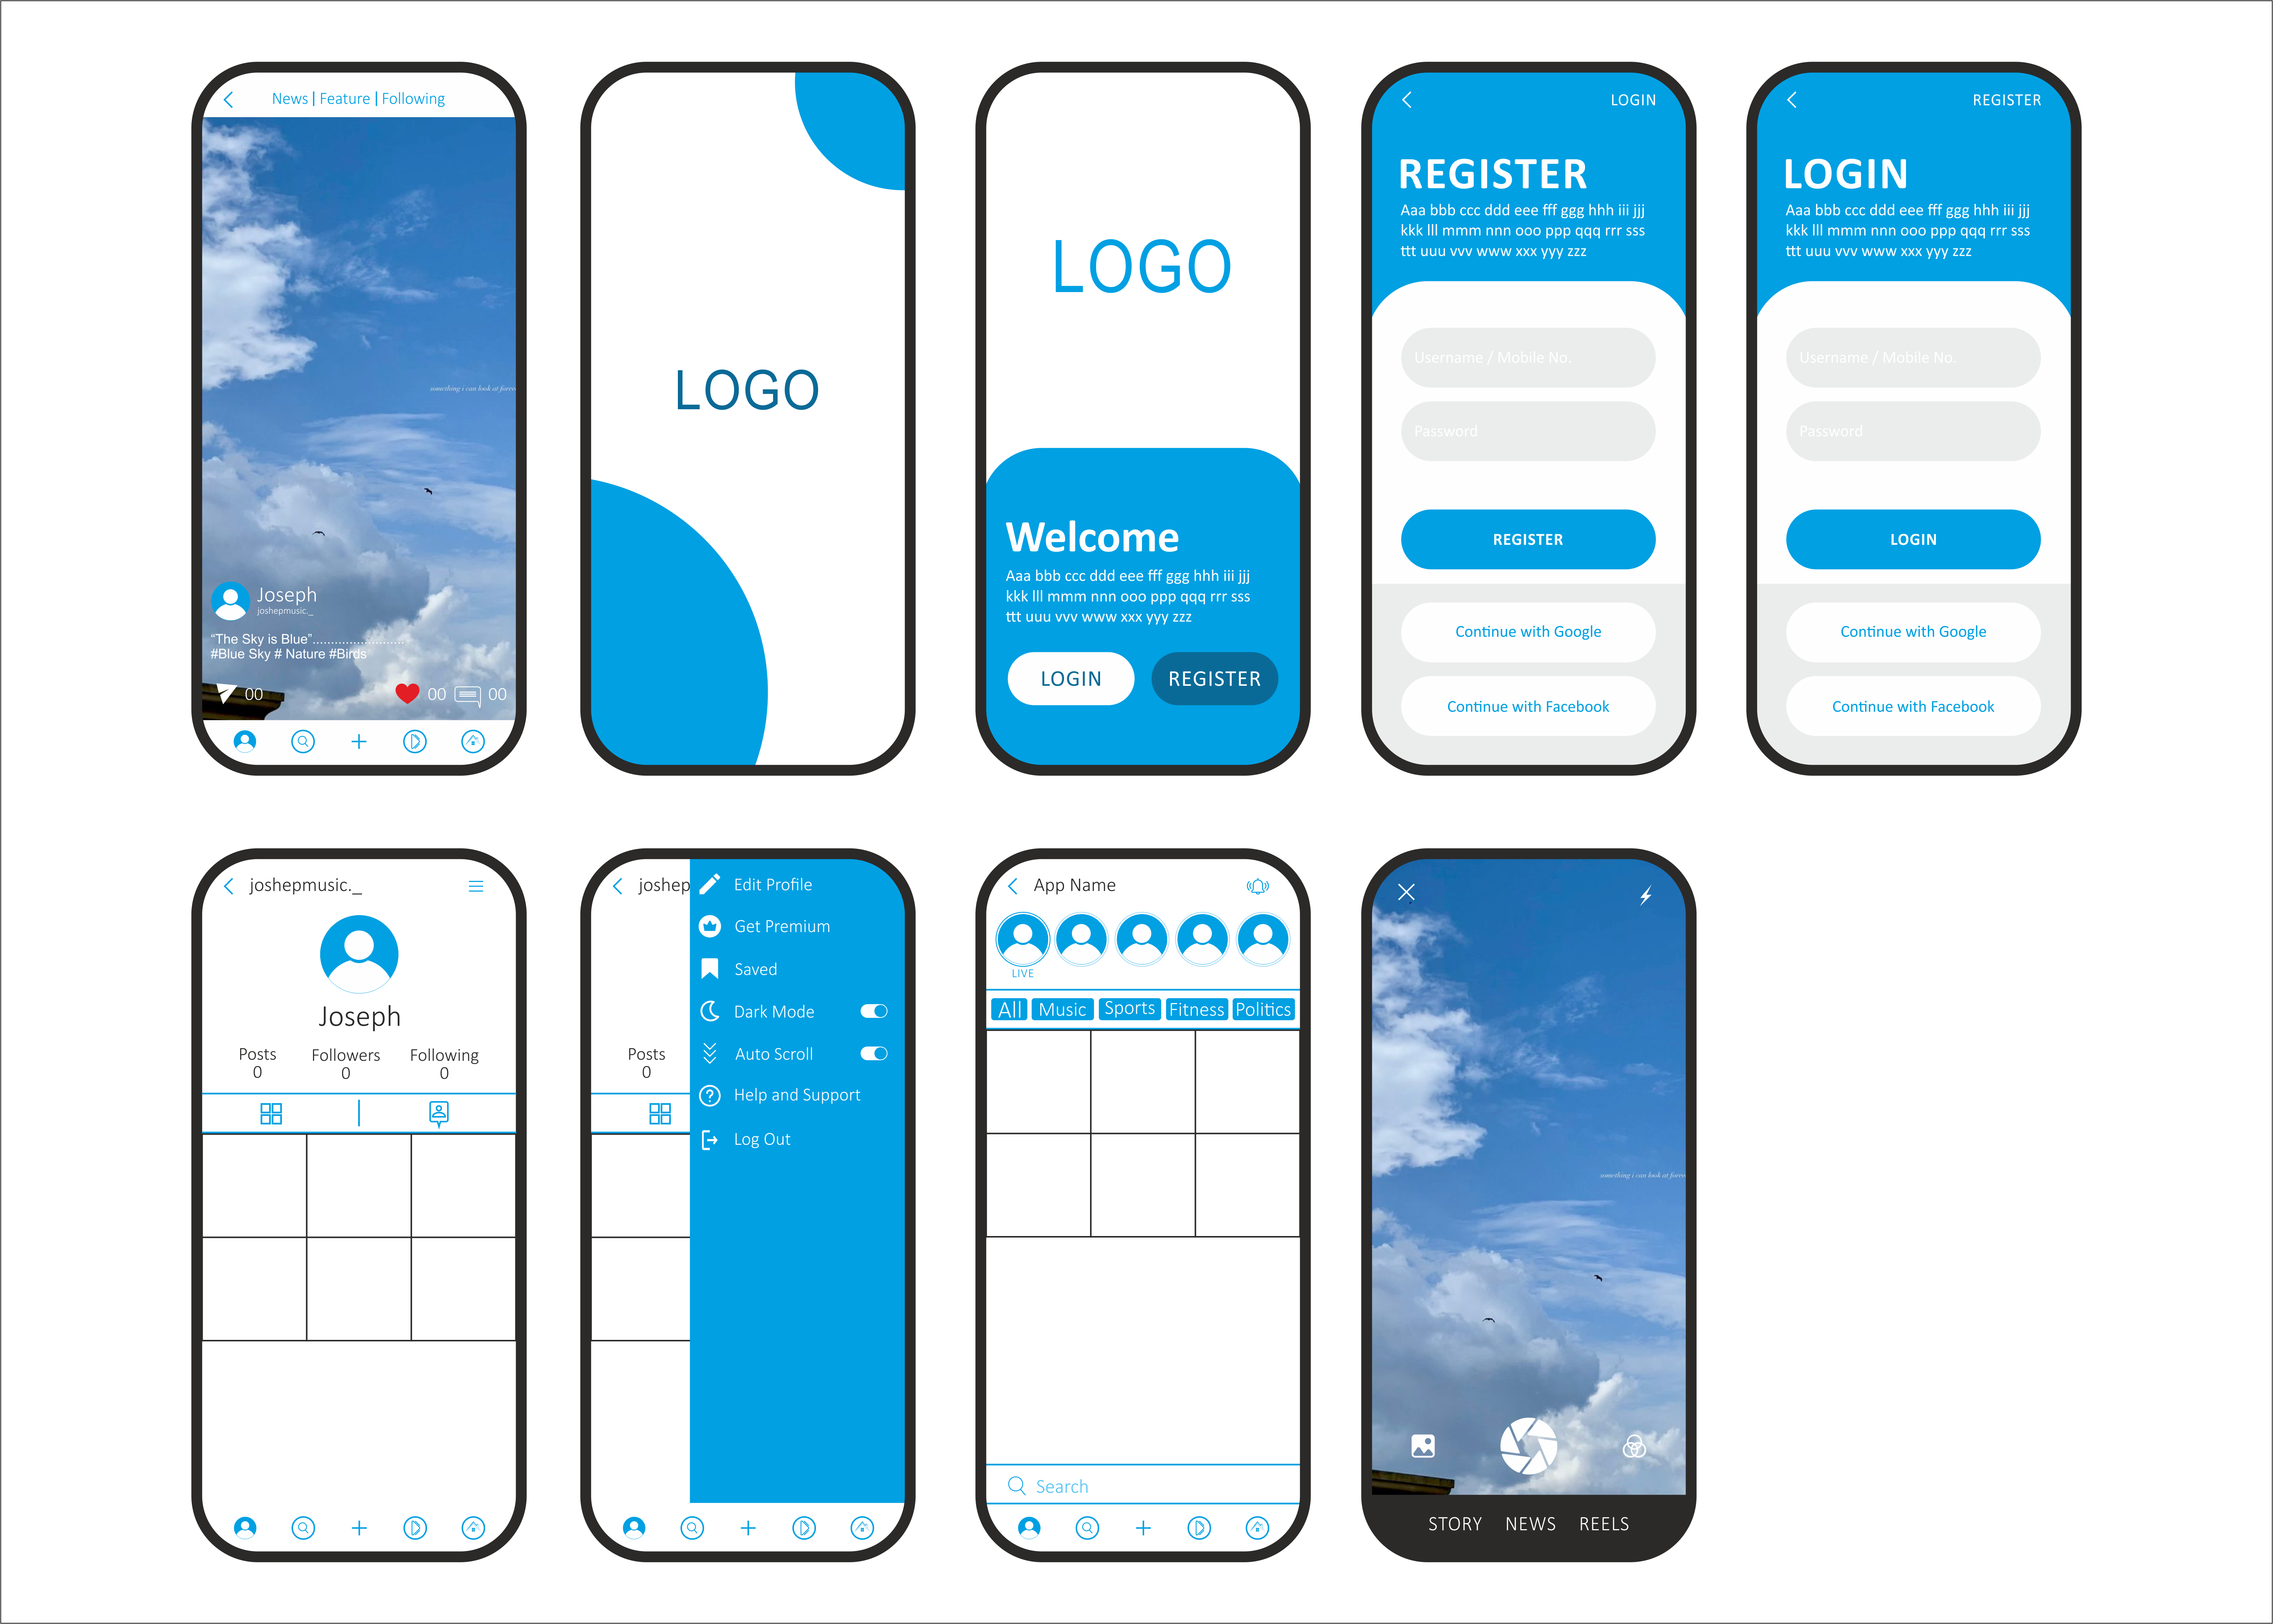 News | Feature | Following
something i can look at forev
Joseph
joshepmusic._
“The Sky is Blue”.........................
#Blue Sky # Nature #Birds
00
00
00
LOGO
LOGO
Welcome
Aaa bbb ccc ddd eee fff ggg hhh iii jjj
kkk lll mmm nnn ooo ppp qqq rrr sss
ttt uuu vvv www xxx yyy zzz
LOGIN
REGISTER
LOGIN
REGISTER
Aaa bbb ccc ddd eee fff ggg hhh iii jjj
kkk lll mmm nnn ooo ppp qqq rrr sss
ttt uuu vvv www xxx yyy zzz
Username / Mobile No.
Password
REGISTER
Continue with Google
Continue with Facebook
REGISTER
LOGIN
Aaa bbb ccc ddd eee fff ggg hhh iii jjj
kkk lll mmm nnn ooo ppp qqq rrr sss
ttt uuu vvv www xxx yyy zzz
Username / Mobile No.
Password
LOGIN
Continue with Google
Continue with Facebook
joshepmusic._
Joseph
Posts Followers Following
0 0 0
joshep
Posts
0
Edit Profile
Get Premium
Saved
Dark Mode
Auto Scroll
Help and Support
Log Out
App Name
LIVE
All Music Sports Fitness Politics
Search
something i can look at forev
STORY NEWS REELS